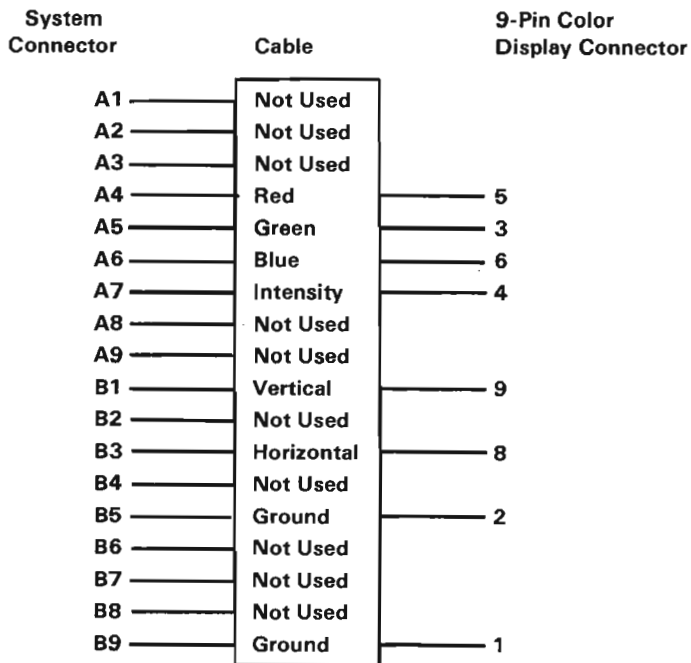 System Connector Cable 9-Pin Color Display Connector
A1 Not Used
A2 Not Used
A3 Not Used
A4 Red 5
A5 Green 3
A6 Blue 6
A7 Intensity 4
A8 Not Used
A9 Not Used
B1 Vertical 9
B2 Not Used
B3 Horizontal 8
B4 Not Used
B5 Ground 2
B6 Not Used
B7 Not Used
B8 Not Used
B9 Ground 1